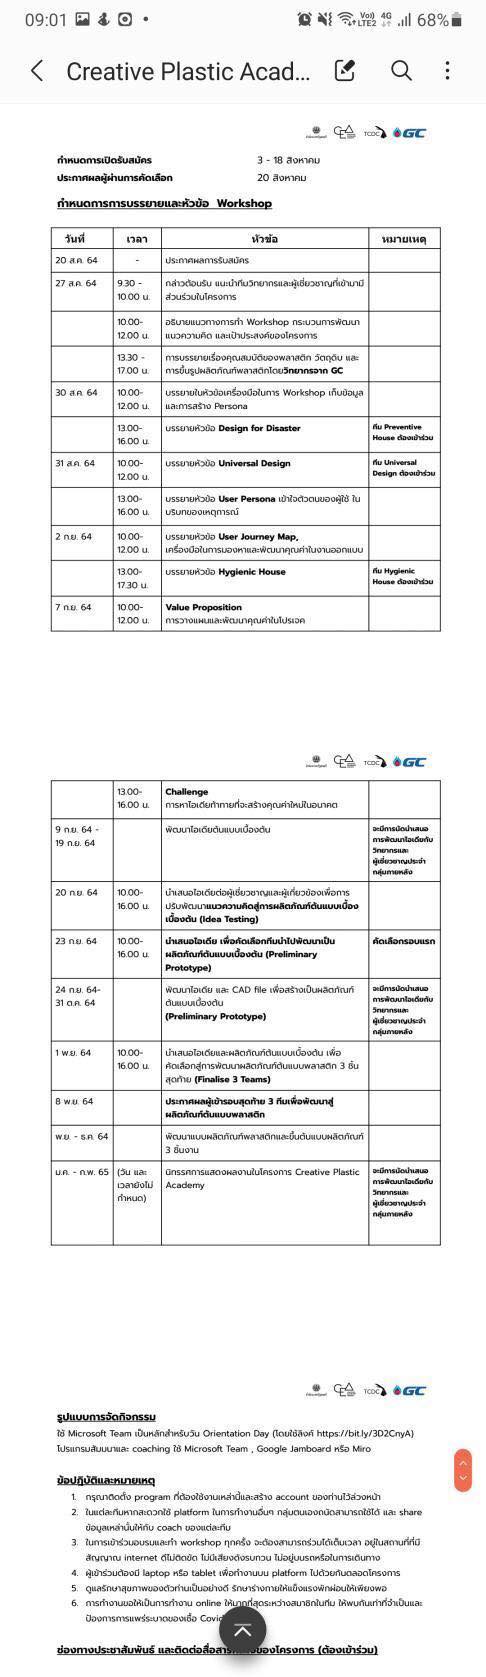 09:01
Vo)) 4G
LTE2
68%
Creative Plastic Acad...
CEA TCDC GC
กำหนดการเปิดรับสมัคร 3 - 18 สิงหาคม
ประกาศผลผู้ผ่านการคัดเลือก 20 สิงหาคม
กำหนดการการบรรยายและหัวข้อ Workshop
วันที่ เวลา หัวข้อ หมายเหตุ
20 ส.ค. 64 - ประกาศผลการรับสมัคร
27 ส.ค. 64 9.30 - กล่าวต้อนรับ แนะนำทีมวิทยากรและผู้เชี่ยวชาญที่เข้ามามี
10.00 น. ส่วนร่วมในโครงการ
10.00- อธิบายแนวทางการทำ Workshop กระบวนการพัฒนา
12.00 น. แนวความคิด และเป้าประสงค์ของโครงการ
13.30 - การบรรยายเรื่องคุณสมบัติของพลาสติก วัตถุดิบ และ
17.00 น. การขึ้นรูปผลิตภัณฑ์พลาสติกโดยวิทยากรจาก GC
30 ส.ค. 64 10.00- บรรยายในหัวข้อเครื่องมือในการ Workshop เก็บข้อมูล
12.00 น. และการสร้าง Persona
13.00- บรรยายหัวข้อ Design for Disaster ทีม Preventive
16.00 น. House ต้องเข้าร่วม
31 ส.ค. 64 10.00- บรรยายหัวข้อ Universal Design ทีม Universal
12.00 น. Design ต้องเข้าร่วม
13.00- บรรยายหัวข้อ User Persona เข้าใจตัวตนของผู้ใช้ ใน
16.00 น. บริบทของเหตุการณ์
2 ก.ย. 64 10.00- บรรยายหัวข้อ User Journey Map,
12.00 น. เครื่องมือในการมองหาและพัฒนาคุณค่าในงานออกแบบ
13.00- บรรยายหัวข้อ Hygienic House ทีม Hygienic
17.30 น. House ต้องเข้าร่วม
7 ก.ย. 64 10.00- Value Proposition
12.00 น. การวางแผนและพัฒนาคุณค่าในโปรเจค
CEA TCDC GC
13.00- Challenge
16.00 น. การหาไอเดียท้าทายที่จะสร้างคุณค่าใหม่ในอนาคต
9 ก.ย. 64 - พัฒนาไอเดียต้นแบบเบื้องต้น จะมีการนัดนำเสนอ
19 ก.ย. 64 การพัฒนาไอเดียกับ
วิทยากรและ
ผู้เชี่ยวชาญประจำ
กลุ่มภายหลัง
20 ก.ย. 64 10.00- นำเสนอไอเดียต่อผู้เชี่ยวชาญและผู้เกี่ยวข้องเพื่อการ
16.00 น. ปรับพัฒนาแนวความคิดสู่การผลิตภัณฑ์ต้นแบบเบื้อง
เบื้องต้น (Idea Testing)
23 ก.ย. 64 10.00- นำเสนอไอเดีย เพื่อคัดเลือกทีมนำไปพัฒนาเป็น คัดเลือกรอบแรก
16.00 น. ผลิตภัณฑ์ต้นแบบเบื้องต้น (Preliminary
Prototype)
24 ก.ย. 64- พัฒนาไอเดีย และ CAD file เพื่อสร้างเป็นผลิตภัณฑ์ จะมีการนัดนำเสนอ
31 ต.ค. 64 ต้นแบบเบื้องต้น การพัฒนาไอเดียกับ
(Preliminary Prototype) วิทยากรและ
ผู้เชี่ยวชาญประจำ
กลุ่มภายหลัง
1 พ.ย. 64 10.00- นำเสนอไอเดียและผลิตภัณฑ์ต้นแบบเบื้องต้น เพื่อ
16.00 น. คัดเลือกสู่การพัฒนาผลิตภัณฑ์ต้นแบบพลาสติก 3 ชิ้น
สุดท้าย (Finalise 3 Teams)
8 พ.ย. 64 ประกาศผลผู้เข้ารอบสุดท้าย 3 ทีมเพื่อพัฒนาสู่
ผลิตภัณฑ์ต้นแบบพลาสติก
พ.ย. - ธ.ค. 64 พัฒนาแบบผลิตภัณฑ์พลาสติกและขึ้นต้นแบบผลิตภัณฑ์
3 ชิ้นงาน
ม.ค. - ก.พ. 65 (วัน และ นิทรรศการแสดงผลงานในโครงการ Creative Plastic จะมีการนัดนำเสนอ
เวลายังไม่ Academy การพัฒนาไอเดียกับ
กำหนด) วิทยากรและ
ผู้เชี่ยวชาญประจำ
กลุ่มภายหลัง
CEA TCDC GC
รูปแบบการจัดกิจกรรม
ใช้ Microsoft Team เป็นหลักสำหรับวัน Orientation Day (โดยใช้ลิงค์ https://bit.ly/3D2CnyA)
โปรแกรมสัมมนาและ coaching ใช้ Microsoft Team , Google Jamboard หรือ Miro
ข้อปฏิบัติและหมายเหตุ
1. กรุณาติดตั้ง program ที่ต้องใช้งานเหล่านี้และสร้าง account ของท่านไว้ล่วงหน้า
2. ในแต่ละทีมหากสะดวกใช้ platform ในการทำงานอื่นๆ กลุ่มตนเองถนัดสามารถใช้ได้ และ share
ข้อมูลเหล่านั้นให้กับ coach ของแต่ละทีม
3. ในการเข้าร่วมอบรมและทำ workshop ทุกครั้ง จะต้องสามารถร่วมได้เต็มเวลา อยู่ในสถานที่ที่มี
สัญญาณ internet ดีไม่ติดขัด ไม่มีเสียงดังรบกวน ไม่อยู่บนรถหรือในการเดินทาง
4. ผู้เข้าร่วมต้องมี laptop หรือ tablet เพื่อทำงานบน platform ไปด้วยกันตลอดโครงการ
5. ดูแลรักษาสุขภาพของตัวท่านเป็นอย่างดี รักษาร่างกายให้แข็งแรงพักผ่อนให้เพียงพอ
6. การทำงานขอให้เป็นการทำงาน online ให้มากที่สุดระหว่างสมาชิกในทีม ให้พบกันเท่าที่จำเป็นและ
ป้องการการแพร่ระบาดของเชื้อ Covid
ช่องทางประชาสัมพันธ์ และติดต่อสื่อสาร ของโครงการ (ต้องเข้าร่วม)